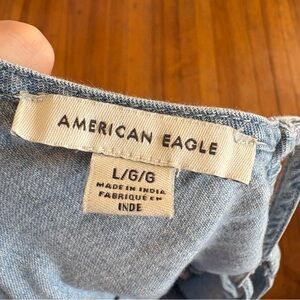 AMERICAN EAGLE
L/G/G
MADE IN INDIA
FABRIQUE EN
INDE